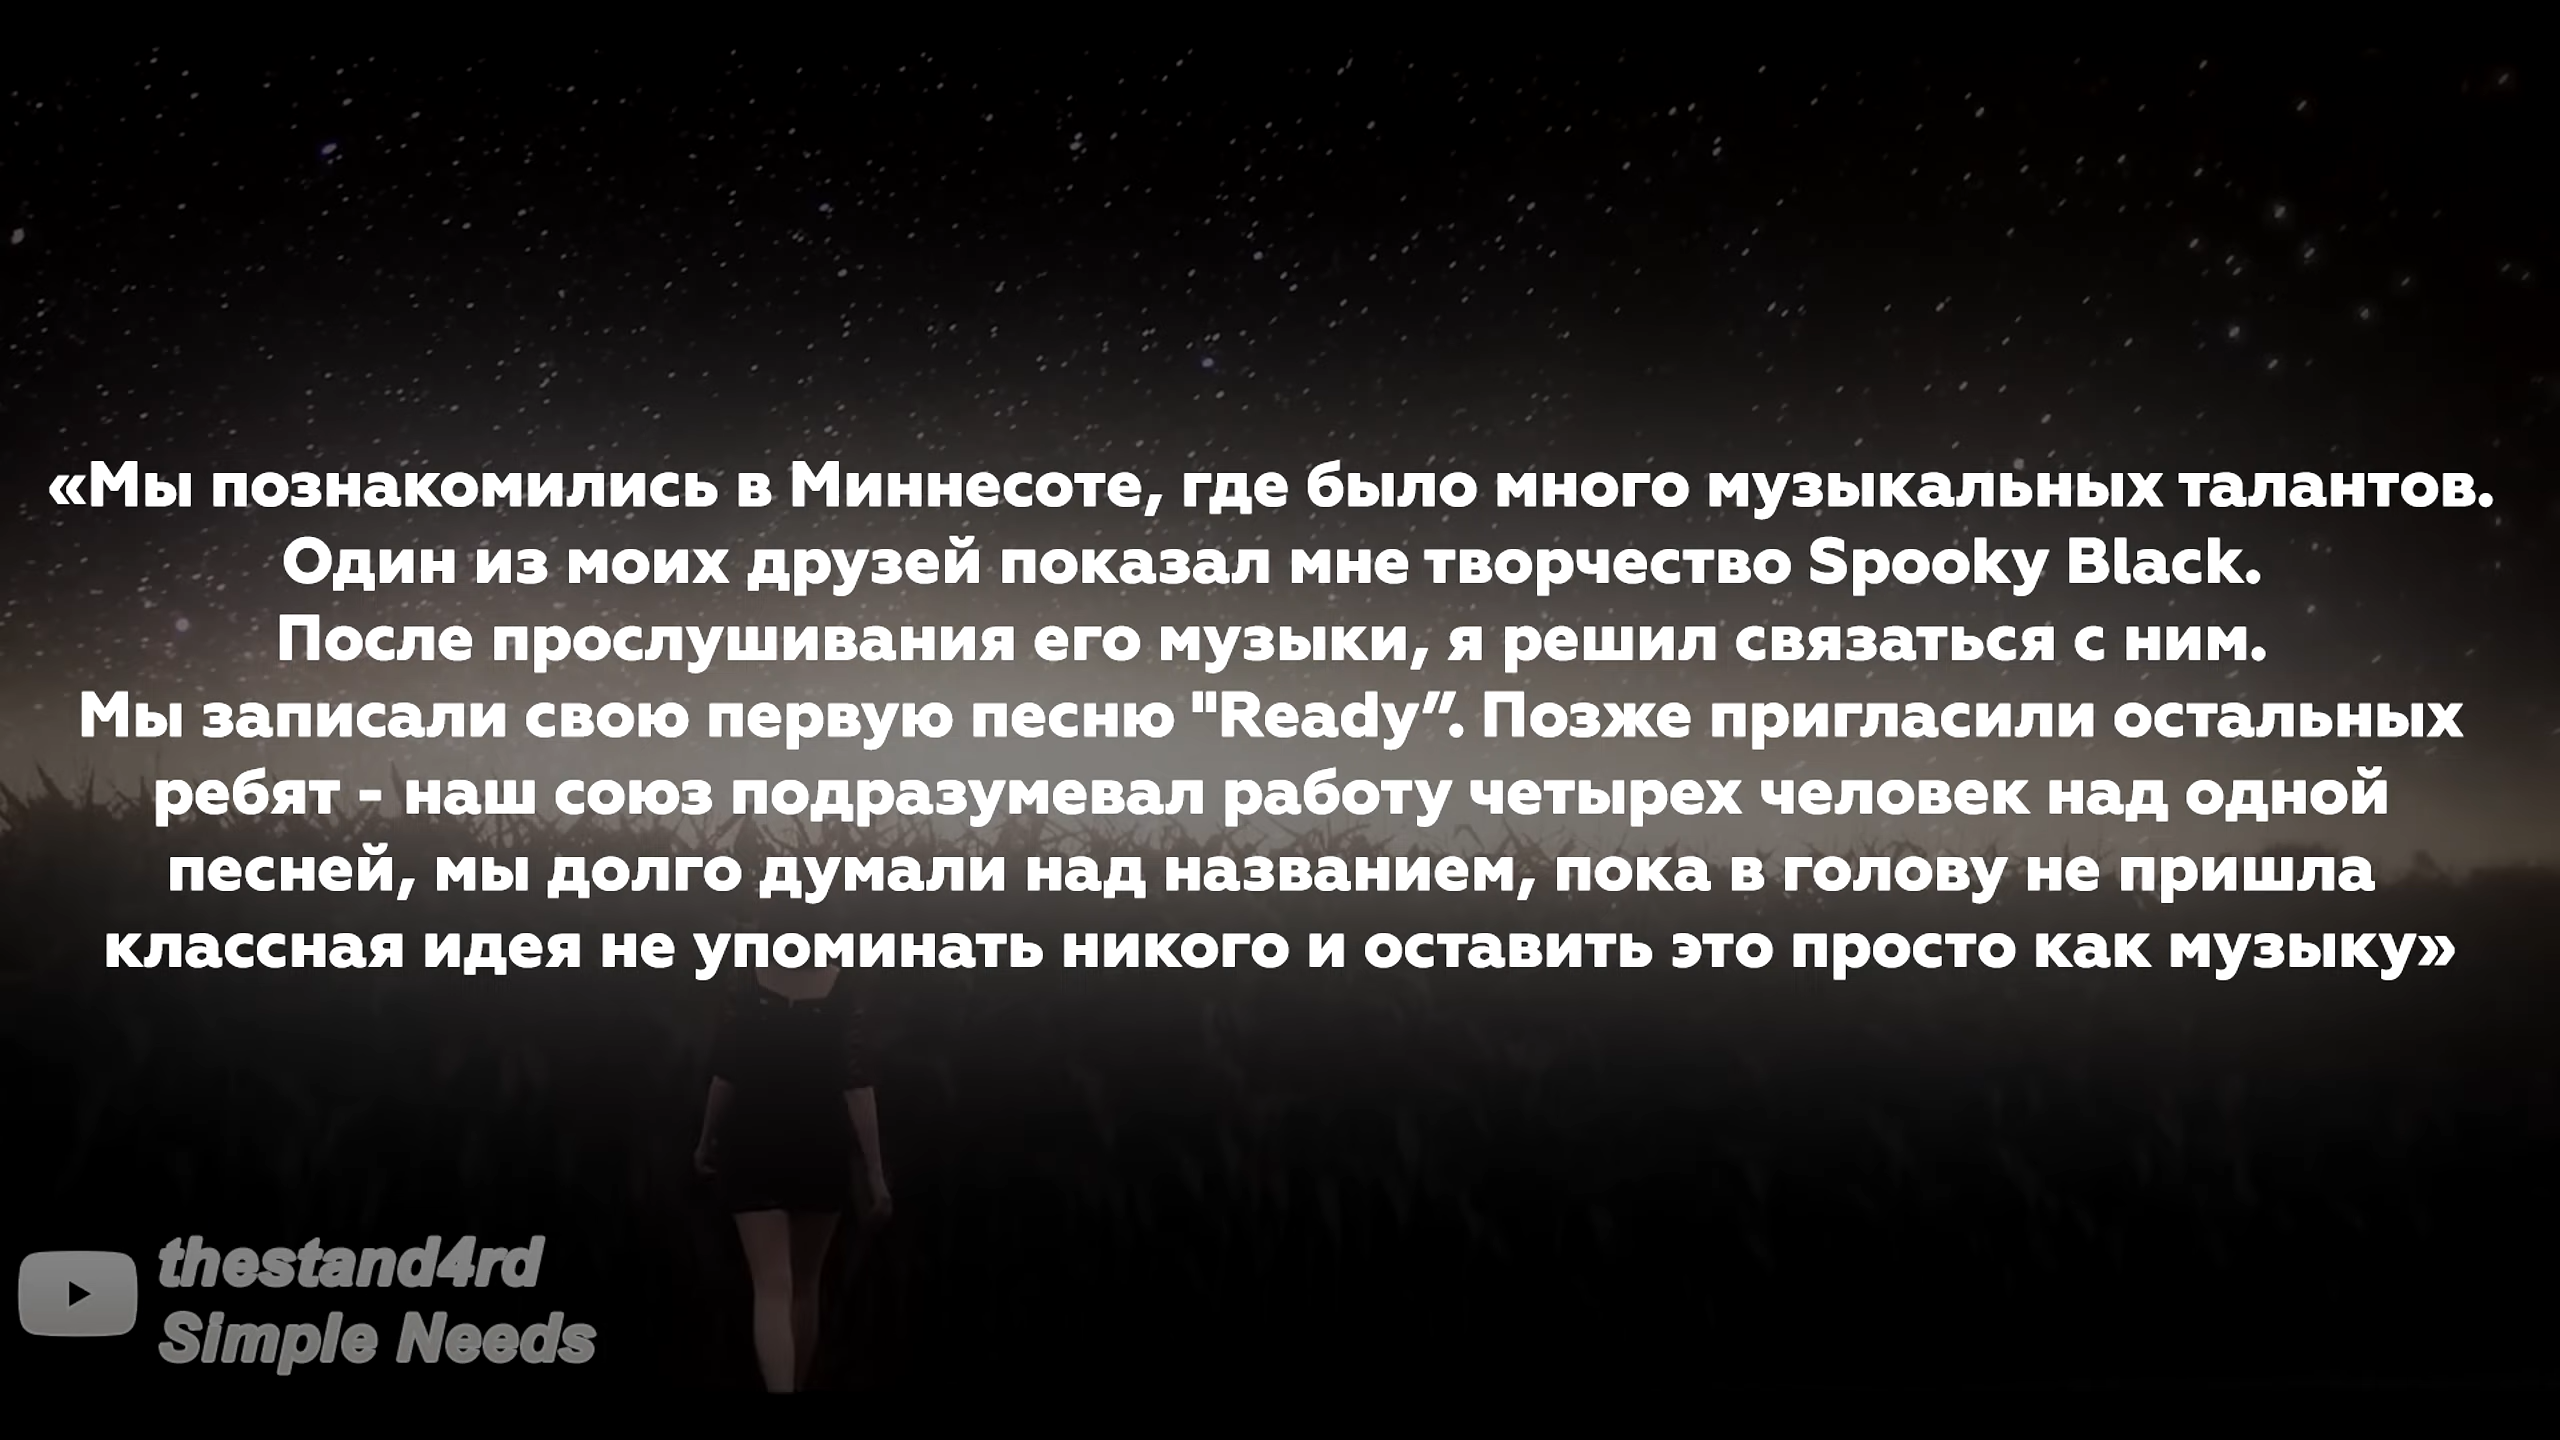 «Мы познакомились в Миннесоте, где было много музыкальных талантов.
Один из моих друзей показал мне творчество Spooky Black.
После прослушивания его музыки, я решил связаться с ним.
Мы записали свою первую песню "Ready”. Позже пригласили остальных
ребят - наш союз подразумевал работу четырех человек над одной
песней, мы долго думали над названием, пока в голову не пришла
классная идея не упоминать никого и оставить это просто как музыку»
thestand4rd
Simple Needs